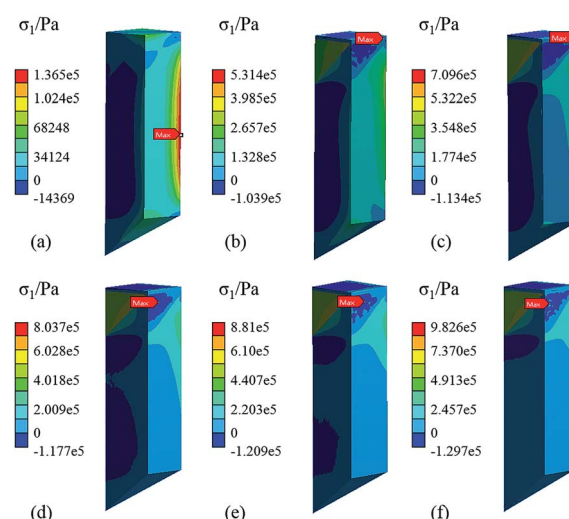 σ1/Pa
1.365e5
1.024e5
68248
34124
0
-14369
Max
(a)
σ1/Pa
5.314e5
3.985e5
2.657e5
1.328e5
0
-1.039e5
Max
(b)
σ1/Pa
7.096e5
5.322e5
3.548e5
1.774e5
0
-1.134e5
Max
(c)
σ1/Pa
8.037e5
6.028e5
4.018e5
2.009e5
0
-1.177e5
Max
(d)
σ1/Pa
8.81e5
6.10e5
4.407e5
2.203e5
0
-1.209e5
Max
(e)
σ1/Pa
9.826e5
7.370e5
4.913e5
2.457e5
0
-1.297e5
Max
(f)